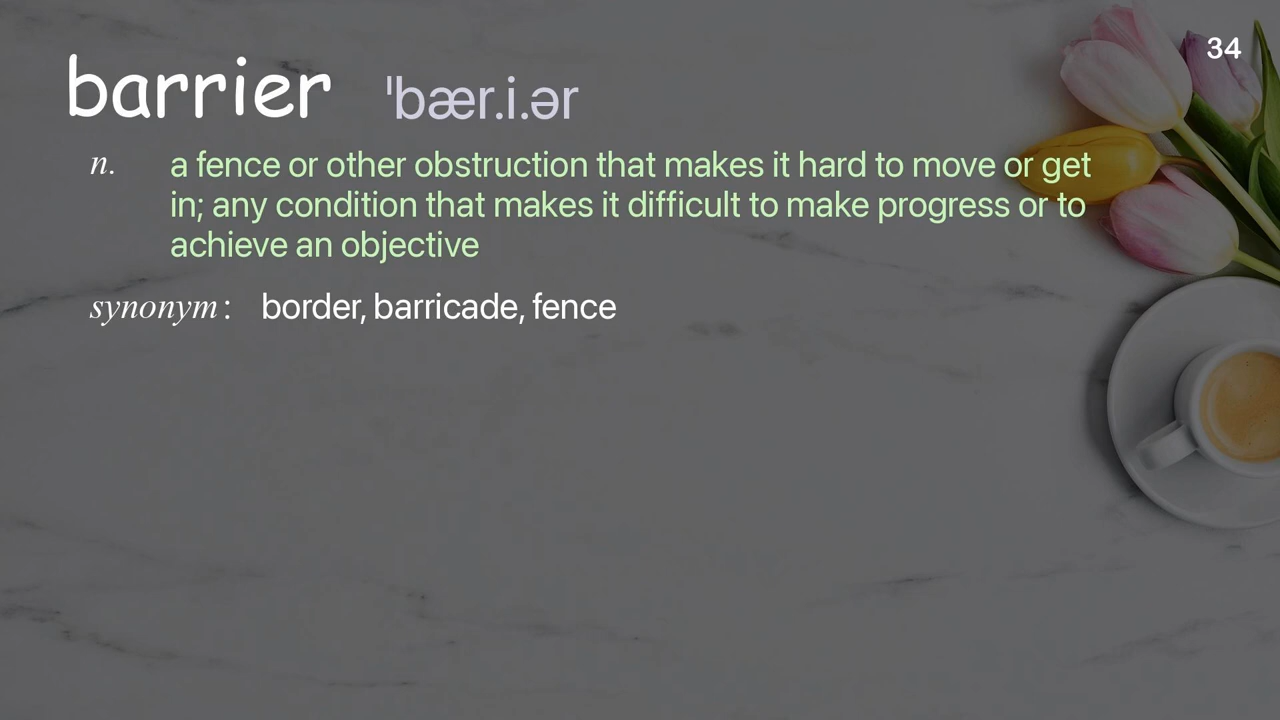 34
barrier ˈbær.i.ər
n. a fence or other obstruction that makes it hard to move or get
in; any condition that makes it difficult to make progress or to
achieve an objective
synonym: border, barricade, fence